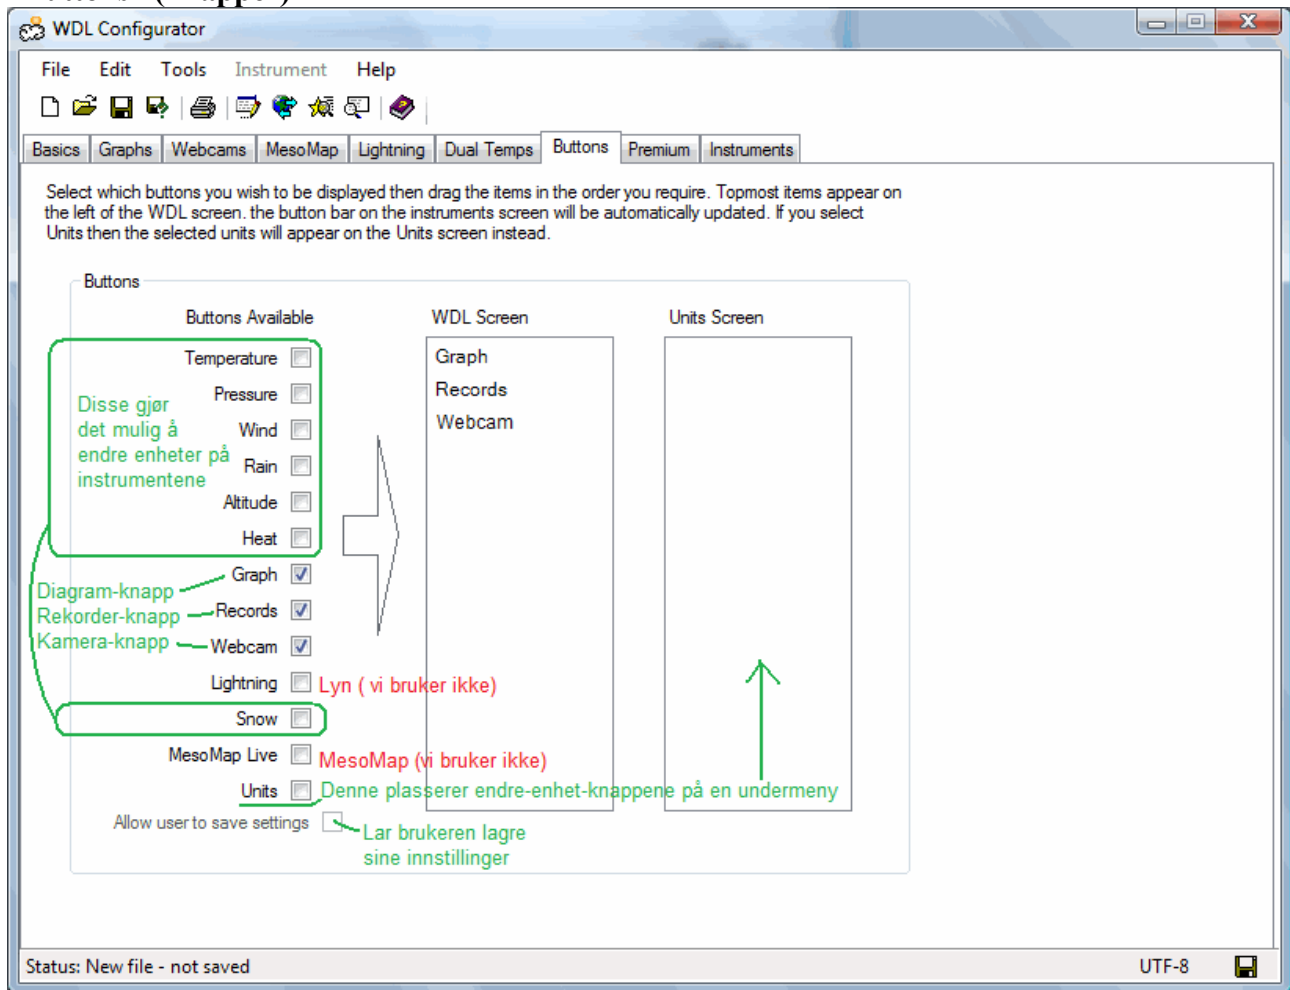 WDL Configurator
File Edit Tools Instrument Help
Basics Graphs Webcams MesoMap Lightning Dual Temps Buttons Premium Instruments
Select which buttons you wish to be displayed then drag the items in the order you require. Topmost items appear on
the left of the WDL screen. the button bar on the instruments screen will be automatically updated. If you select
Units then the selected units will appear on the Units screen instead.
Buttons
Buttons Available
WDL Screen
Units Screen
Temperature
Pressure
Wind
Rain
Altitude
Heat
Graph
Records
Webcam
Lightning
Snow
MesoMap Live
Units
Allow user to save settings
Disse gjør
det mulig å
endre enheter på
instrumentene
Diagram-knapp
Rekorder-knapp
Kamera-knapp
Lyn ( vi bruker ikke)
MesoMap (vi bruker ikke)
Denne plasserer endre-enhet-knappene på en undermeny
Lar brukeren lagre
sine innstillinger
Graph
Records
Webcam
Status: New file - not saved
UTF-8